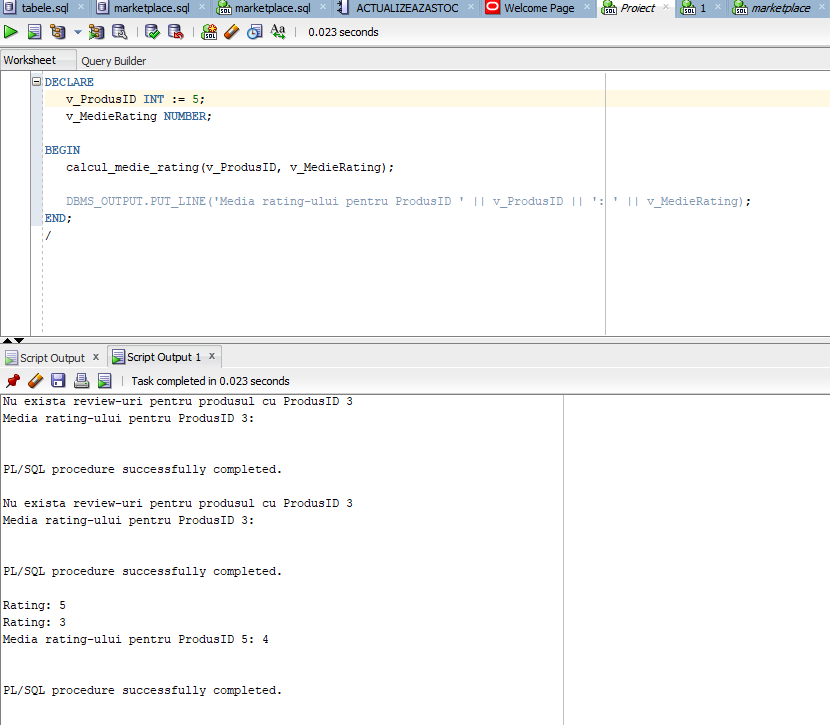 tabele.sql
marketplace.sql
marketplace.sql
ACTUALIZEAZASTOC
Welcome Page
Proiect
1
marketplace
0.023 seconds
Worksheet
Query Builder
DECLARE
v_ProdusID INT := 5;
v_MedieRating NUMBER;
BEGIN
calcul_medie_rating(v_ProdusID, v_MedieRating);
DBMS_OUTPUT.PUT_LINE('Media rating-ului pentru ProdusID ' || v_ProdusID || ': ' || v_MedieRating);
END;
/
Script Output
Script Output 1
Task completed in 0.023 seconds
Nu exista review-uri pentru produsul cu ProdusID 3
Media rating-ului pentru ProdusID 3:
PL/SQL procedure successfully completed.
Nu exista review-uri pentru produsul cu ProdusID 3
Media rating-ului pentru ProdusID 3:
PL/SQL procedure successfully completed.
Rating: 5
Rating: 3
Media rating-ului pentru ProdusID 5: 4
PL/SQL procedure successfully completed.